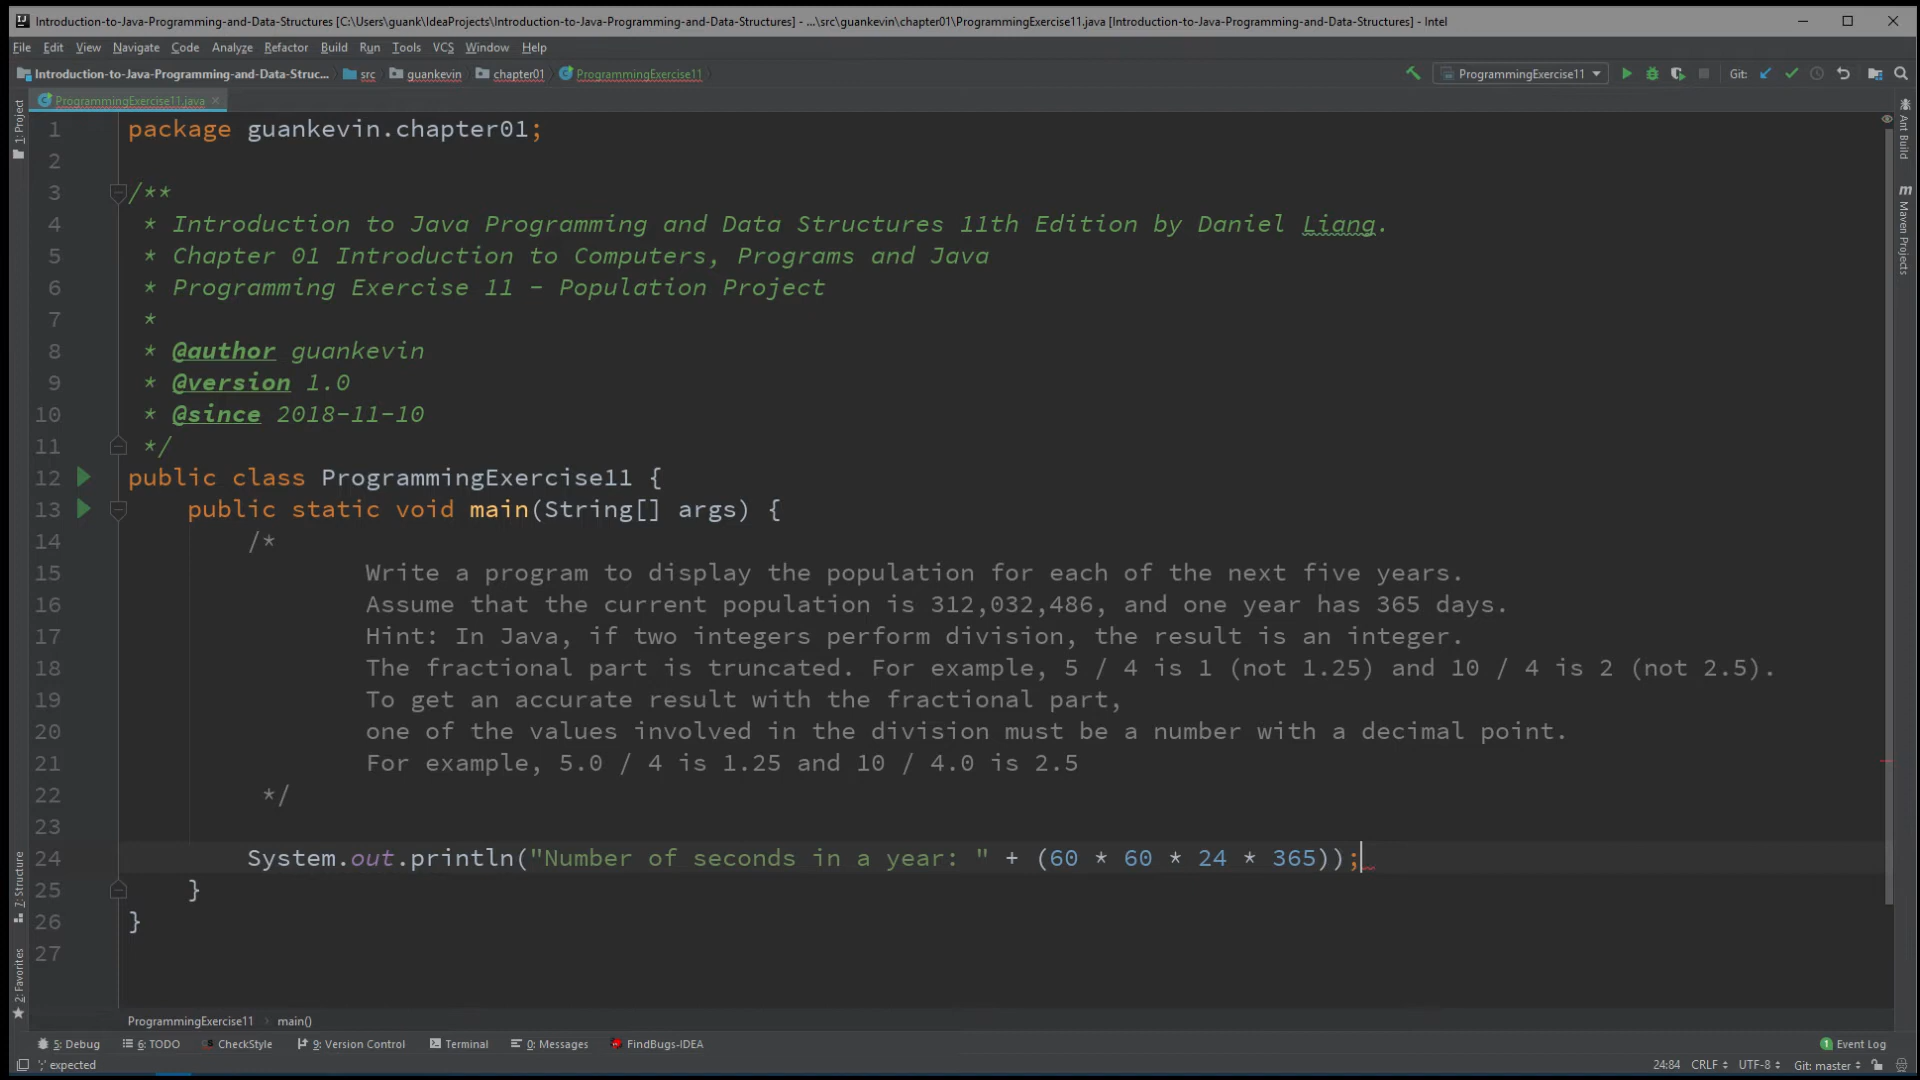 Introduction-to-Java-Programming-and-Data-Structures [C:\Users\guank\IdeaProjects\Introduction-to-Java-Programming-and-Data-Structures] - ...\src\guankevin\chapter01\ProgrammingExercise11.java [Introduction-to-Java-Programming-and-Data-Structures] - Intel
File Edit View Navigate Code Analyze Refactor Build Run Tools VCS Window Help
Introduction-to-Java-Programming-and-Data-Struc... src guankevin chapter01 ProgrammingExercise11 ProgrammingExercise11 Git:
ProgrammingExercise11.java
1: Project
Ant Build
Maven Projects
7: Structure
2: Favorites
1 package guankevin.chapter01;
2
3 /**
4 * Introduction to Java Programming and Data Structures 11th Edition by Daniel Liang.
5 * Chapter 01 Introduction to Computers, Programs and Java
6 * Programming Exercise 11 - Population Project
7 *
8 * @author guankevin
9 * @version 1.0
10 * @since 2018-11-10
11 */
12 public class ProgrammingExercise11 {
13 public static void main(String[] args) {
14 /*
15 Write a program to display the population for each of the next five years.
16 Assume that the current population is 312,032,486, and one year has 365 days.
17 Hint: In Java, if two integers perform division, the result is an integer.
18 The fractional part is truncated. For example, 5 / 4 is 1 (not 1.25) and 10 / 4 is 2 (not 2.5).
19 To get an accurate result with the fractional part,
20 one of the values involved in the division must be a number with a decimal point.
21 For example, 5.0 / 4 is 1.25 and 10 / 4.0 is 2.5
22 */
23
24 System.out.println("Number of seconds in a year: " + (60 * 60 * 24 * 365));
25 }
26 }
27
ProgrammingExercise11 › main()
5: Debug 6: TODO CheckStyle 9: Version Control Terminal 0: Messages FindBugs-IDEA 1 Event Log
';' expected 24:84 CRLF UTF-8 Git: master